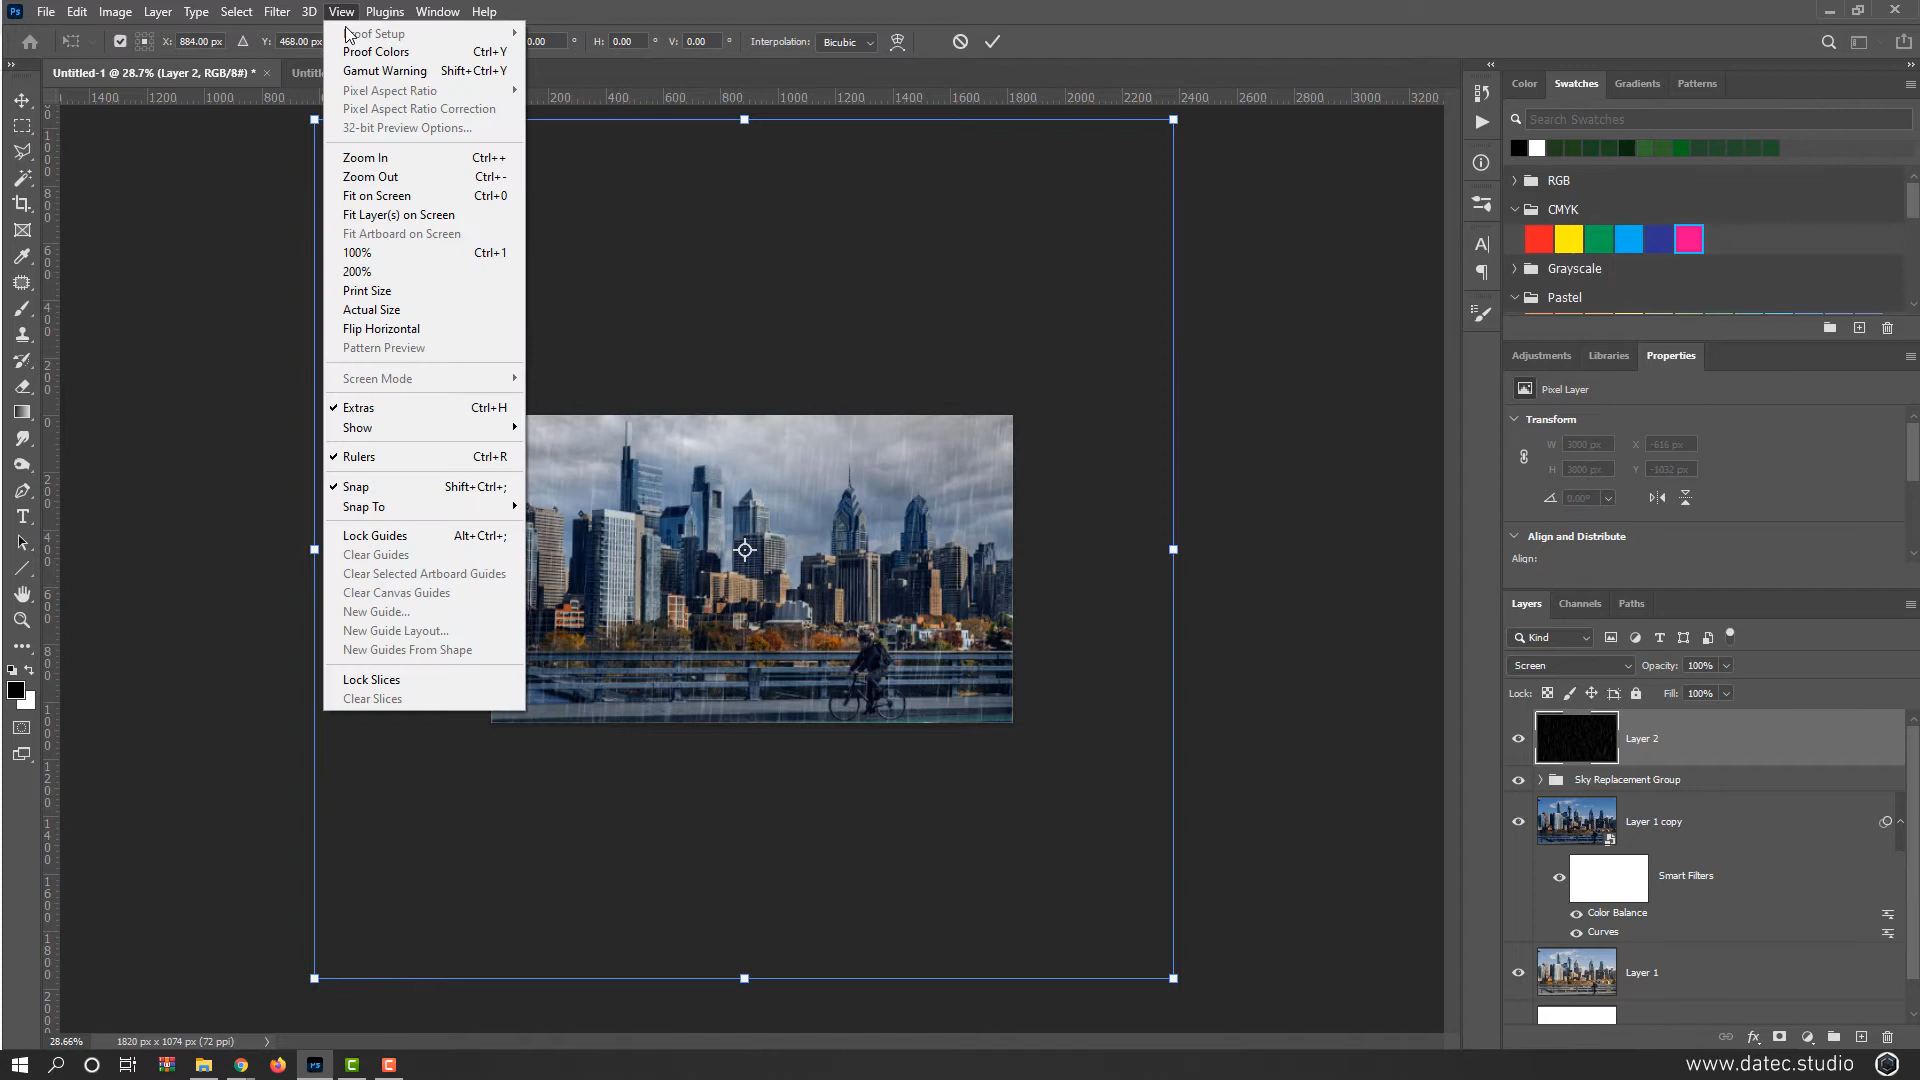 Ps File Edit Image Layer Type Select Filter 3D View Plugins Window Help
X: 884.00 px Y: 468.00 px 0.00 ° H: 0.00 ° V: 0.00 ° Interpolation: Bicubic
Untitled-1 @ 28.7% (Layer 2, RGB/8#) * ×
1400 1200 1000 800 200 400 600 800 1000 1200 1400 1600 1800 2000 2200 2400 2600 2800 3000 3200
Proof Colors Ctrl+Y
Gamut Warning Shift+Ctrl+Y
Pixel Aspect Ratio
Pixel Aspect Ratio Correction
32-bit Preview Options...
Zoom In Ctrl++
Zoom Out Ctrl+-
Fit on Screen Ctrl+0
Fit Layer(s) on Screen
Fit Artboard on Screen
100% Ctrl+1
200%
Print Size
Actual Size
Flip Horizontal
Pattern Preview
Screen Mode
Extras Ctrl+H
Show
Rulers Ctrl+R
Snap Shift+Ctrl+;
Snap To
Lock Guides Alt+Ctrl+;
Clear Guides
Clear Selected Artboard Guides
Clear Canvas Guides
New Guide...
New Guide Layout...
New Guides From Shape
Lock Slices
Clear Slices
Color Swatches Gradients Patterns
Search Swatches
RGB
CMYK
Grayscale
Pastel
Adjustments Libraries Properties
Pixel Layer
Transform
W 3000 px X -616 px
H 3000 px Y -1032 px
0.00°
Align and Distribute
Align:
Layers Channels Paths
Kind
Screen Opacity: 100%
Lock: Fill: 100%
Layer 2
Sky Replacement Group
Layer 1 copy
Smart Filters
Color Balance
Curves
Layer 1
28.66% 1820 px x 1074 px (72 ppi)
www.datec.studio